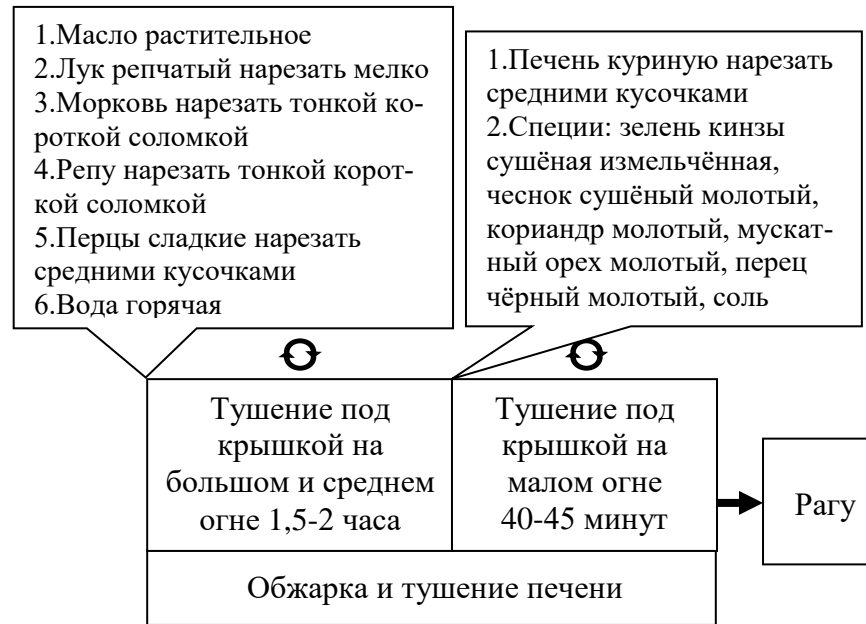 1.Масло растительное
2.Лук репчатый нарезать мелко
3.Морковь нарезать тонкой ко-
роткой соломкой
4.Репу нарезать тонкой корот-
кой соломкой
5.Перцы сладкие нарезать
средними кусочками
6.Вода горячая
1.Печень куриную нарезать
средними кусочками
2.Специи: зелень кинзы
сушёная измельчённая,
чеснок сушёный молотый,
кориандр молотый, мускат-
ный орех молотый, перец
чёрный молотый, соль
Тушение под
крышкой на
большом и среднем
огне 1,5-2 часа
Тушение под
крышкой на
малом огне
40-45 минут
Рагу
Обжарка и тушение печени